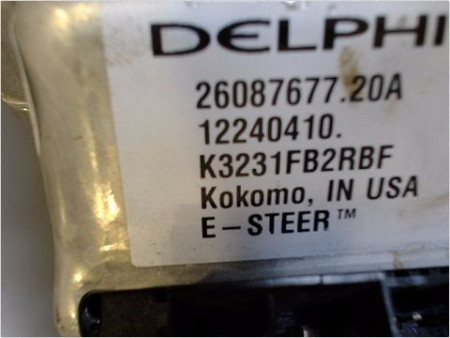 DELPHI
26087677.20A
12240410.
K3231FB2RBF
Kokomo, IN USA
E-STEER™